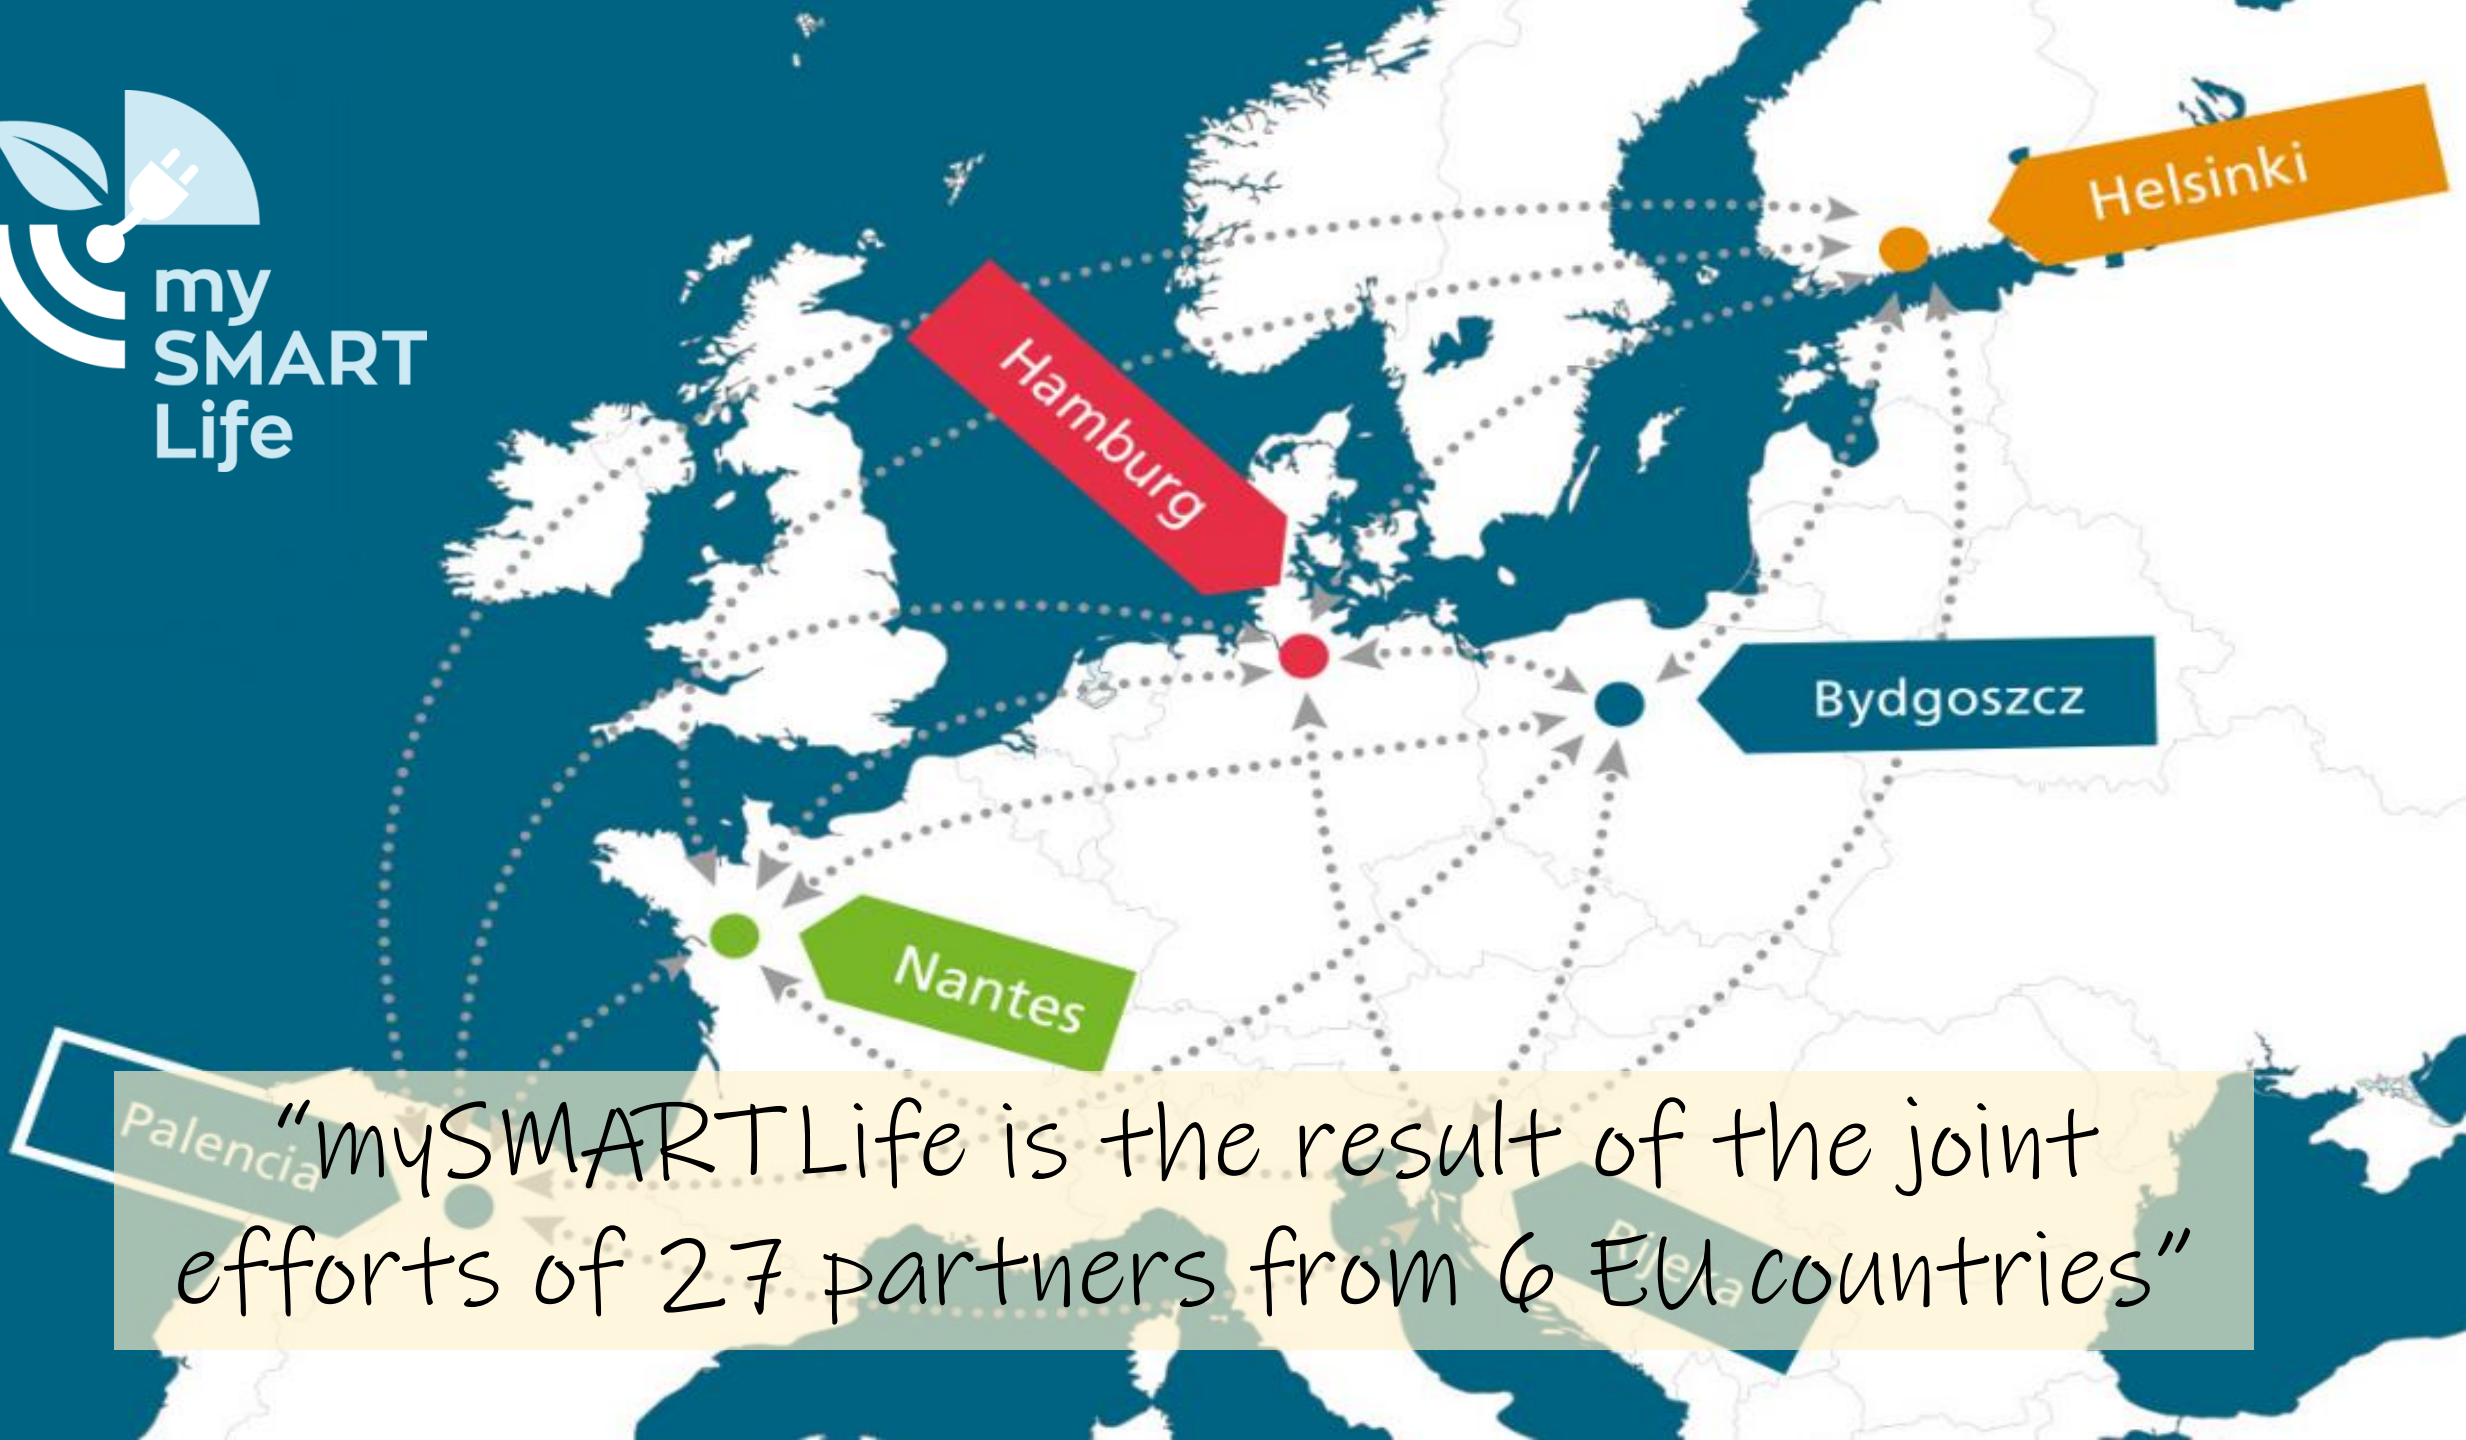 my
SMART
Life
Helsinki
Hamburg
Bydgoszcz
Nantes
Palencia
“mySMARTLife is the result of the joint
efforts of 27 partners from 6 EU countries”
Rijeka